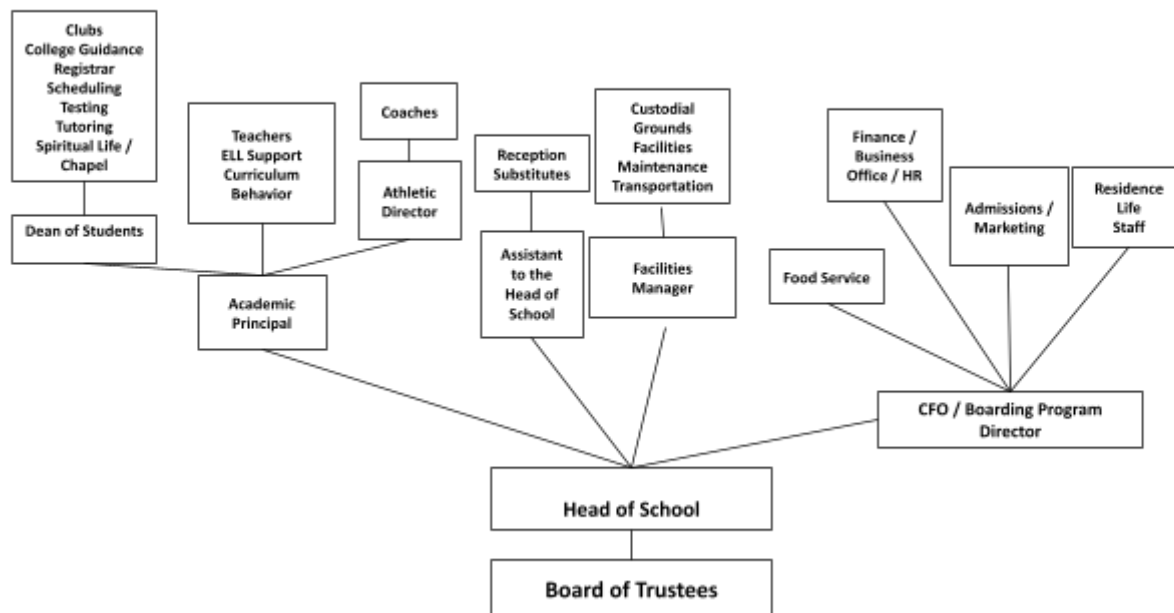 Clubs
College Guidance
Registrar
Scheduling
Testing
Tutoring
Spiritual Life /
Chapel
Dean of Students
Teachers
ELL Support
Curriculum
Behavior
Coaches
Athletic
Director
Academic
Principal
Reception
Substitutes
Assistant
to the
Head of
School
Custodial
Grounds
Facilities
Maintenance
Transportation
Facilities
Manager
Food Service
Finance /
Business
Office / HR
Admissions /
Marketing
Residence
Life
Staff
CFO / Boarding Program
Director
Head of School
Board of Trustees